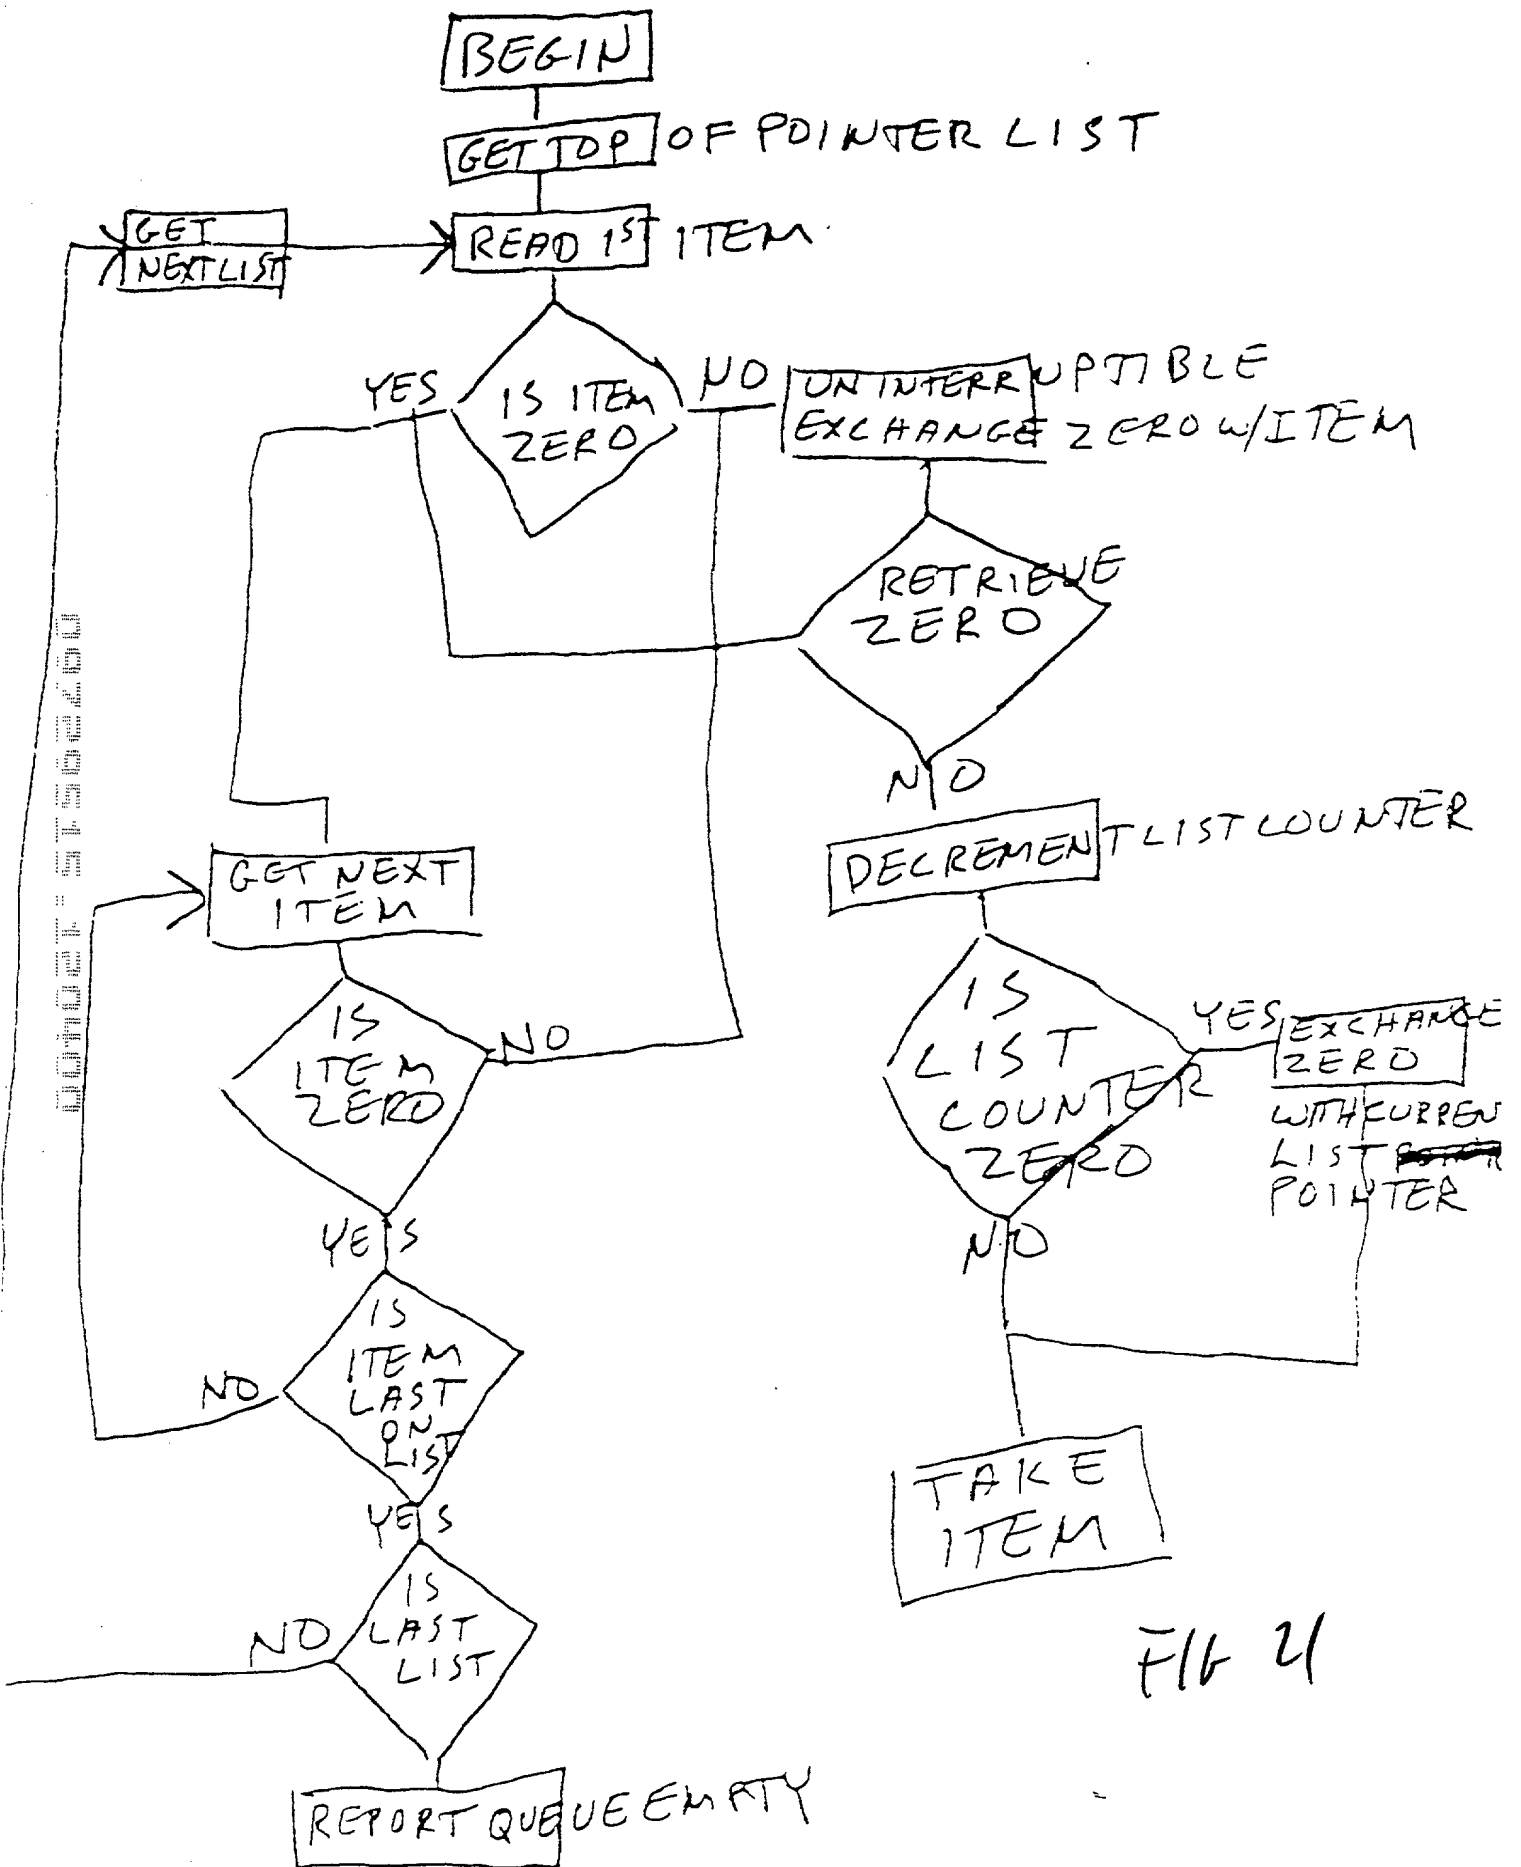 BEGIN
GET TOP OF POINTER LIST
GET
NEXT LIST
READ 1ST ITEM
YES
IS ITEM
ZERO
NO
UNINTERRUPTIBLE
EXCHANGE ZERO W/ITEM
RETRIEVE
ZERO
NO
DECREMENT LIST COUNTER
GET NEXT
ITEM
IS
ITEM
ZERO
NO
YES
IS
LIST
COUNTER
ZERO
YES
EXCHANGE
ZERO
WITH CURREN
LIST
POINTER
NO
IS
ITEM
LAST
ON
LIST
NO
YES
TAKE
ITEM
IS
LAST
LIST
NO
REPORT QUEUE EMPTY
FIG 21